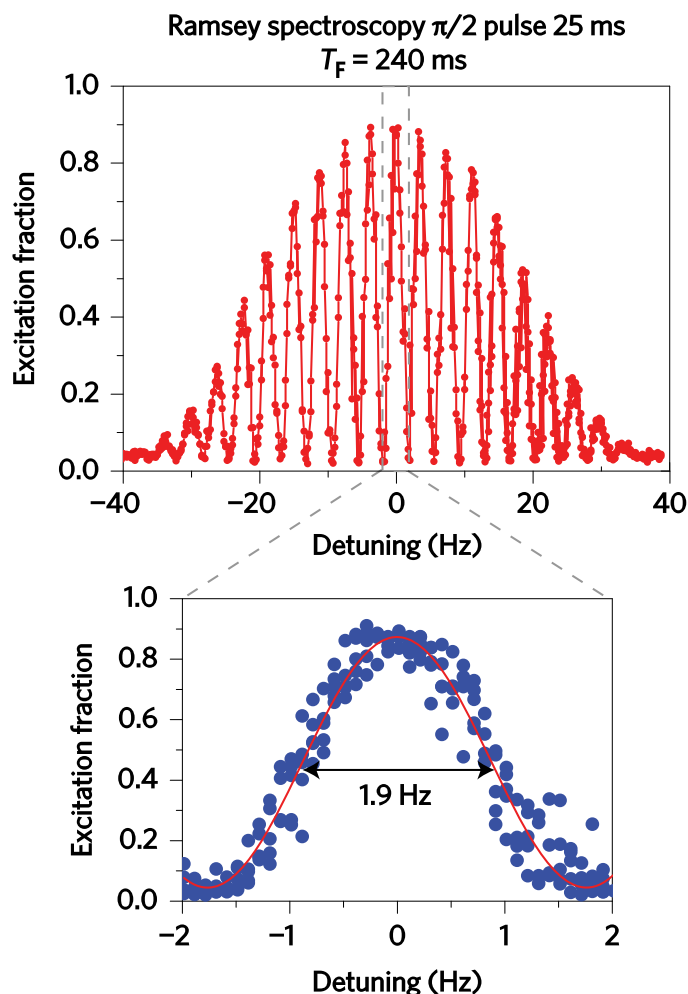 Ramsey spectroscopy π/2 pulse 25 ms
T_F = 240 ms
Excitation fraction
1.0
0.8
0.6
0.4
0.2
0.0
−40 −20 0 20 40
Detuning (Hz)
Excitation fraction
1.0
0.8
0.6
0.4
0.2
0.0
1.9 Hz
−2 −1 0 1 2
Detuning (Hz)